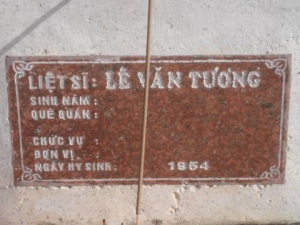 LIỆT SĨ: LÊ VĂN TƯƠNG
SINH NĂM :
QUÊ QUÁN :
CHỨC VỤ :
ĐƠN VỊ
NGÀY HY SINH: 1954